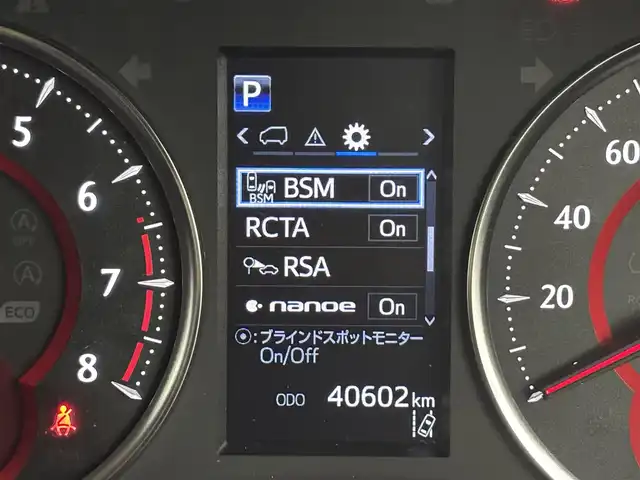 P
BSM On
BSM
RCTA On
RSA
nanoe On
:ブラインドスポットモニター
On/Off
ODO 40602km
5
6
7
8
ECO
60
40
20